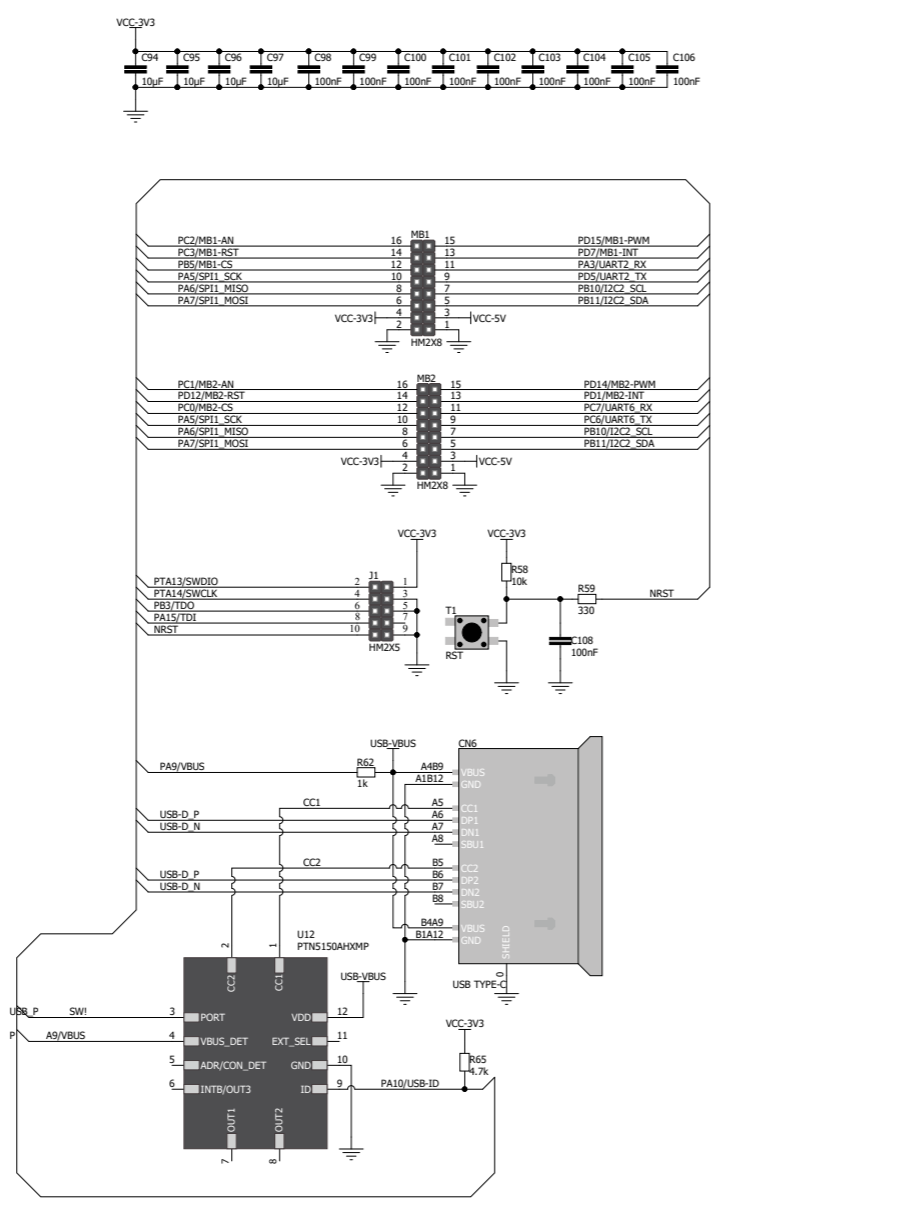 VCC-3V3
C94 C95 C96 C97 C98 C99 C100 C101 C102 C103 C104 C105 C106
10µF 10µF 10µF 10µF 100nF 100nF 100nF 100nF 100nF 100nF 100nF 100nF 100nF
MB1
PC2/MB1-AN 16 15 PD15/MB1-PWM
PC3/MB1-RST 14 13 PD7/MB1-INT
PB5/MB1-CS 12 11 PA3/UART2_RX
PA5/SPI1_SCK 10 9 PD5/UART2_TX
PA6/SPI1_MISO 8 7 PB10/I2C2_SCL
PA7/SPI1_MOSI 6 5 PB11/I2C2_SDA
VCC-3V3 4 3 VCC-5V
2 1
HM2X8
MB2
PC1/MB2-AN 16 15 PD14/MB2-PWM
PD12/MB2-RST 14 13 PD1/MB2-INT
PC0/MB2-CS 12 11 PC7/UART6_RX
PA5/SPI1_SCK 10 9 PC6/UART6_TX
PA6/SPI1_MISO 8 7 PB10/I2C2_SCL
PA7/SPI1_MOSI 6 5 PB11/I2C2_SDA
VCC-3V3 4 3 VCC-5V
2 1
HM2X8
VCC-3V3 VCC-3V3
J1
PTA13/SWDIO 2 1
PTA14/SWCLK 4 3
PB3/TDO 6 5
PA15/TDI 8 7
NRST 10 9
HM2X5
R58
10k
R59 NRST
330
T1
RST
C108
100nF
USB-VBUS CN6
PA9/VBUS R62 A4B9 VBUS
1k A1B12 GND
CC1 A5 CC1
USB-D_P A6 DP1
USB-D_N A7 DN1
A8 SBU1
CC2 B5 CC2
USB-D_P B6 DP2
USB-D_N B7 DN2
B8 SBU2
B4A9 VBUS
B1A12 GND
SHIELD
0
USB TYPE-C
U12
PTN5150AHXMP
2 1
CC2 CC1
USB-VBUS
USB_P SW! 3 PORT VDD 12
P A9/VBUS 4 VBUS_DET EXT_SEL 11
5 ADR/CON_DET GND 10
6 INTB/OUT3 ID 9 PA10/USB-ID
VCC-3V3
R65
4.7k
OUT1 OUT2
7 8